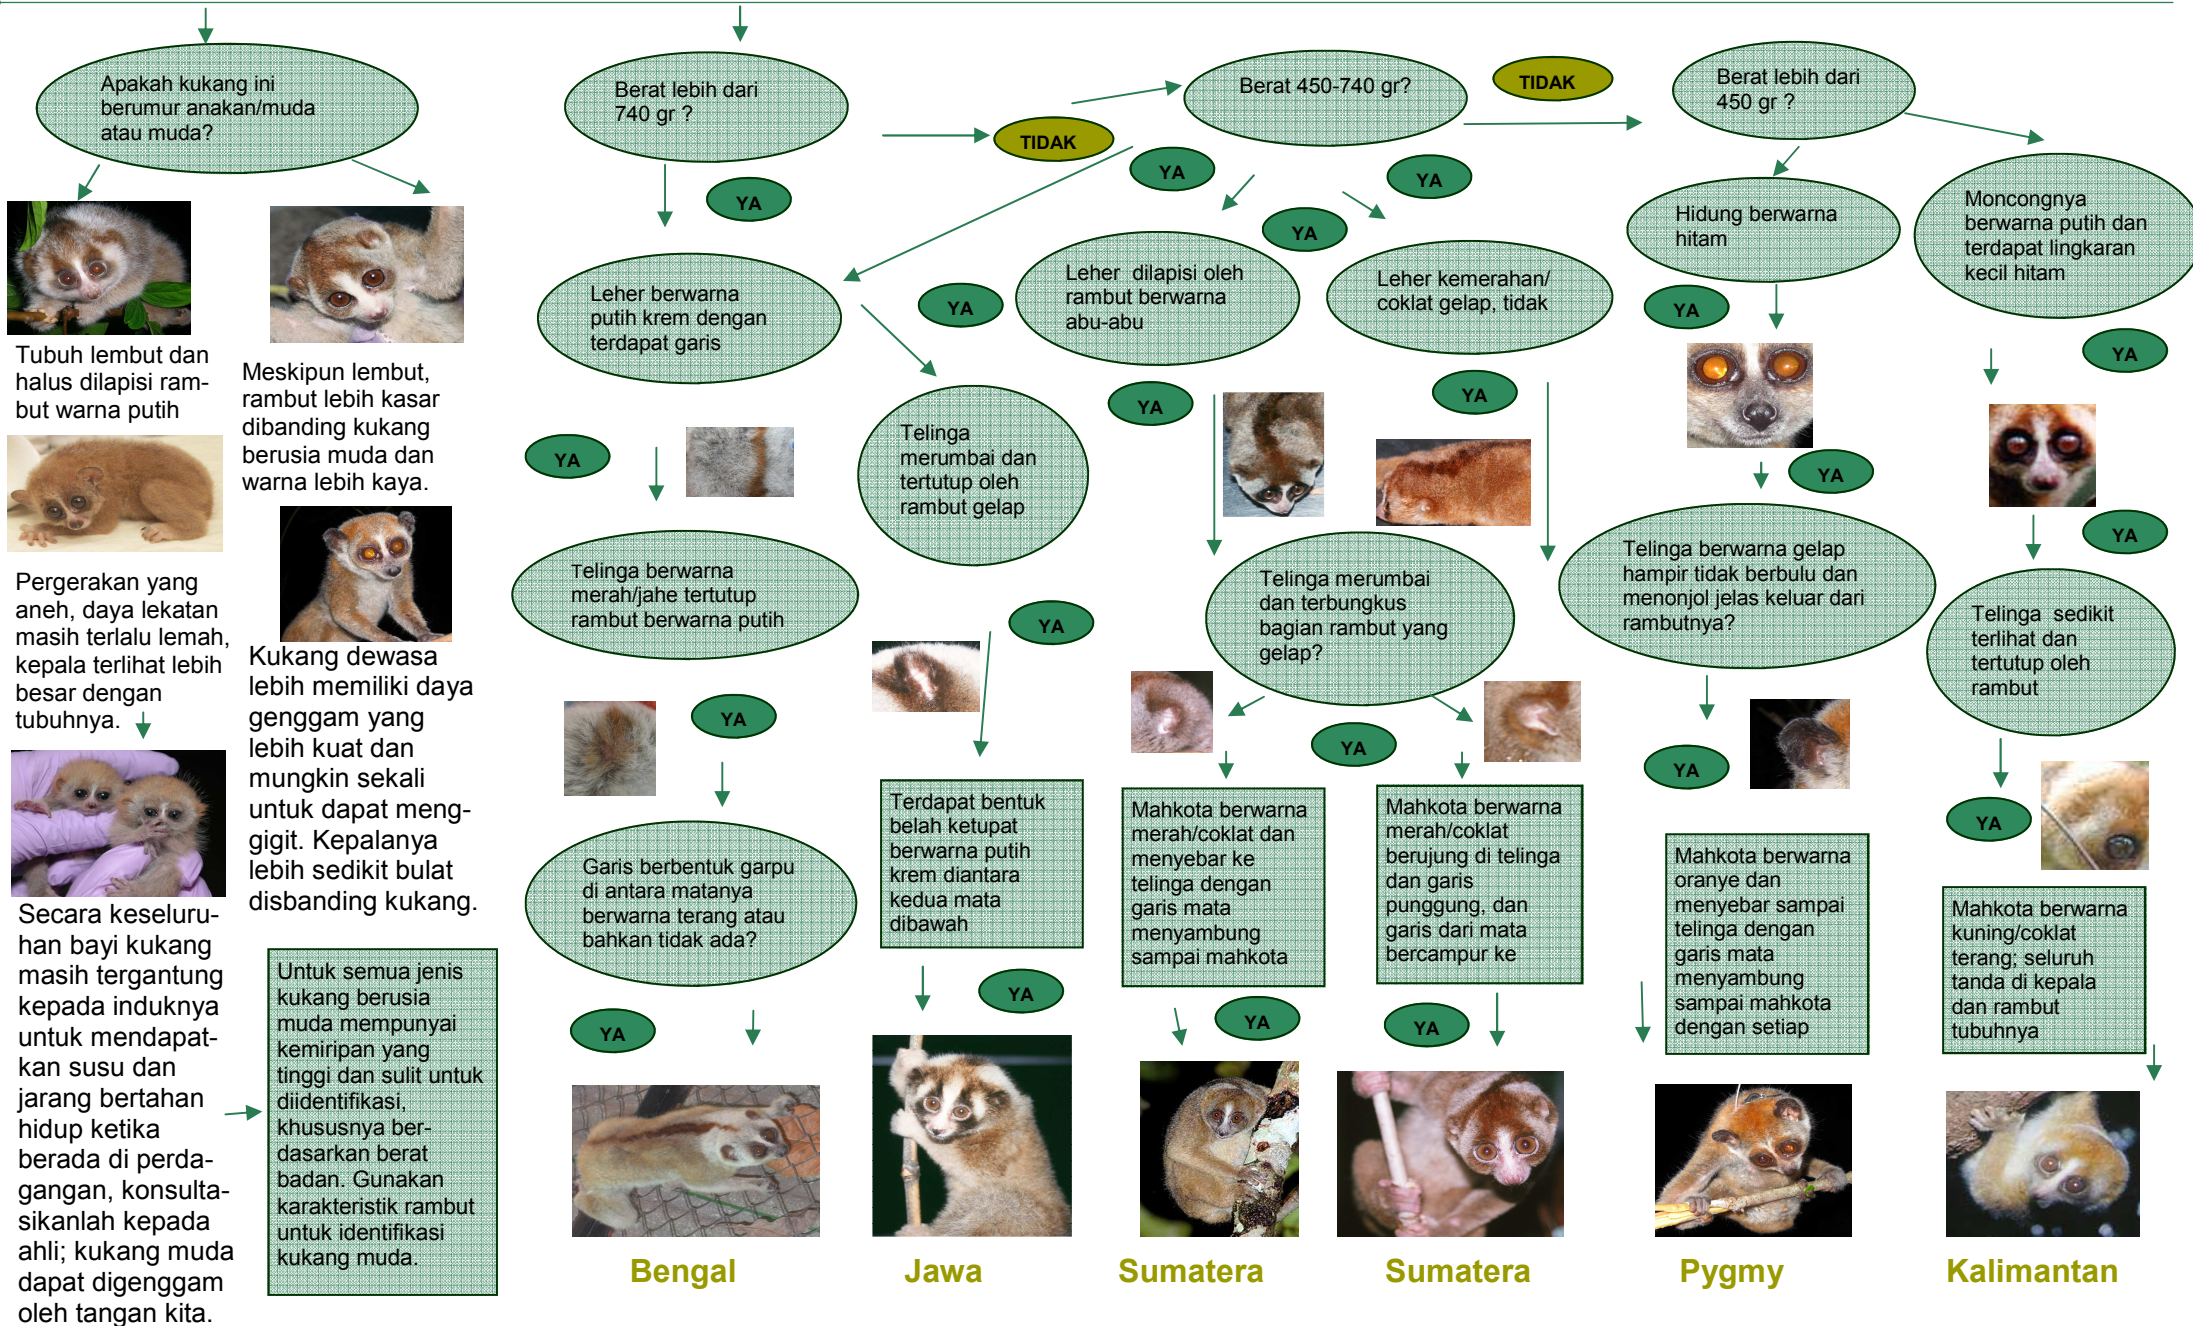 Apakah kukang ini
berumur anakan/muda
atau muda?
Tubuh lembut dan
halus dilapisi ram-
but warna putih
Pergerakan yang
aneh, daya lekatan
masih terlalu lemah,
kepala terlihat lebih
besar dengan
tubuhnya.
Secara keseluru-
han bayi kukang
masih tergantung
kepada induknya
untuk mendapat-
kan susu dan
jarang bertahan
hidup ketika
berada di perda-
gangan, konsulta-
sikanlah kepada
ahli; kukang muda
dapat digenggam
oleh tangan kita.
Meskipun lembut,
rambut lebih kasar
dibanding kukang
berusia muda dan
warna lebih kaya.
Kukang dewasa
lebih memiliki daya
genggam yang
lebih kuat dan
mungkin sekali
untuk dapat meng-
gigit. Kepalanya
lebih sedikit bulat
disbanding kukang.
Untuk semua jenis
kukang berusia
muda mempunyai
kemiripan yang
tinggi dan sulit untuk
diidentifikasi,
khususnya ber-
dasarkan berat
badan. Gunakan
karakteristik rambut
untuk identifikasi
kukang muda.
Berat lebih dari
740 gr ?
YA
TIDAK
Leher berwarna
putih krem dengan
terdapat garis
YA
Telinga berwarna
merah/jahe tertutup
rambut berwarna putih
YA
Garis berbentuk garpu
di antara matanya
berwarna terang atau
bahkan tidak ada?
YA
Bengal
YA
Telinga
merumbai dan
tertutup oleh
rambut gelap
YA
Terdapat bentuk
belah ketupat
berwarna putih
krem diantara
kedua mata
dibawah
YA
Jawa
Berat 450-740 gr?
TIDAK
YA
YA
YA
Leher dilapisi oleh
rambut berwarna
abu-abu
YA
Leher kemerahan/
coklat gelap, tidak
YA
Telinga merumbai
dan terbungkus
bagian rambut yang
gelap?
YA
Mahkota berwarna
merah/coklat dan
menyebar ke
telinga dengan
garis mata
menyambung
sampai mahkota
YA
Sumatera
Mahkota berwarna
merah/coklat
berujung di telinga
dan garis
punggung, dan
garis dari mata
bercampur ke
YA
Sumatera
Berat lebih dari
450 gr ?
Hidung berwarna
hitam
YA
YA
Telinga berwarna gelap
hampir tidak berbulu dan
menonjol jelas keluar dari
rambutnya?
YA
Mahkota berwarna
oranye dan
menyebar sampai
telinga dengan
garis mata
menyambung
sampai mahkota
dengan setiap
Pygmy
Moncongnya
berwarna putih dan
terdapat lingkaran
kecil hitam
YA
YA
Telinga sedikit
terlihat dan
tertutup oleh
rambut
YA
Mahkota berwarna
kuning/coklat
terang; seluruh
tanda di kepala
dan rambut
tubuhnya
Kalimantan